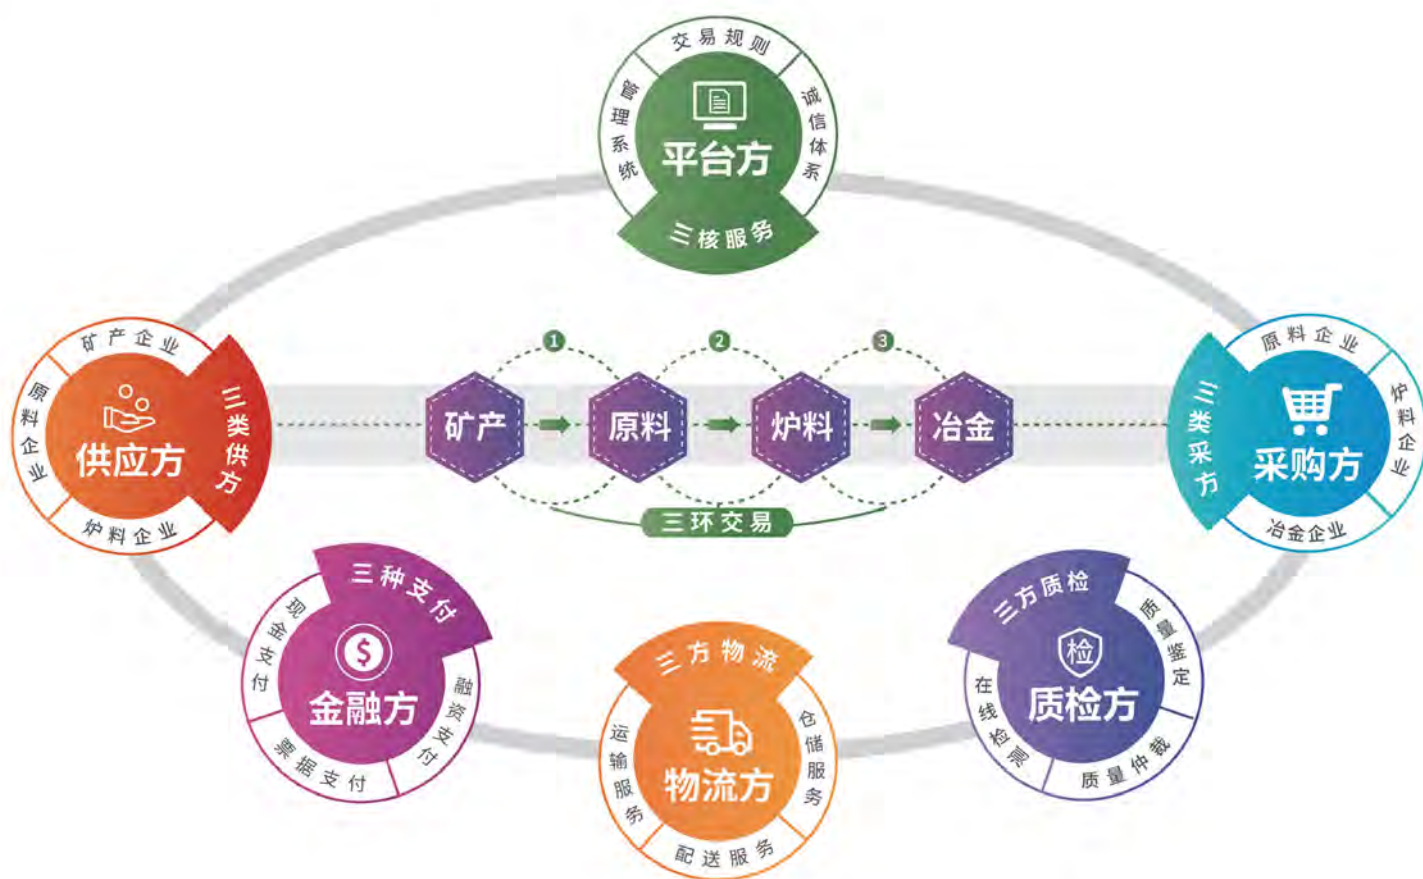 交易规则
管理系统
诚信体系
平台方
三核服务
矿产企业
原料企业
炉料企业
供应方
三类供方
1
2
3
矿产
原料
炉料
冶金
三环交易
三类采方
原料企业
炉料企业
冶金企业
采购方
三种支付
现金支付
票据支付
融资支付
金融方
三方物流
运输服务
配送服务
仓储服务
物流方
三方质检
检
在线检测
质量仲裁
质量鉴定
质检方